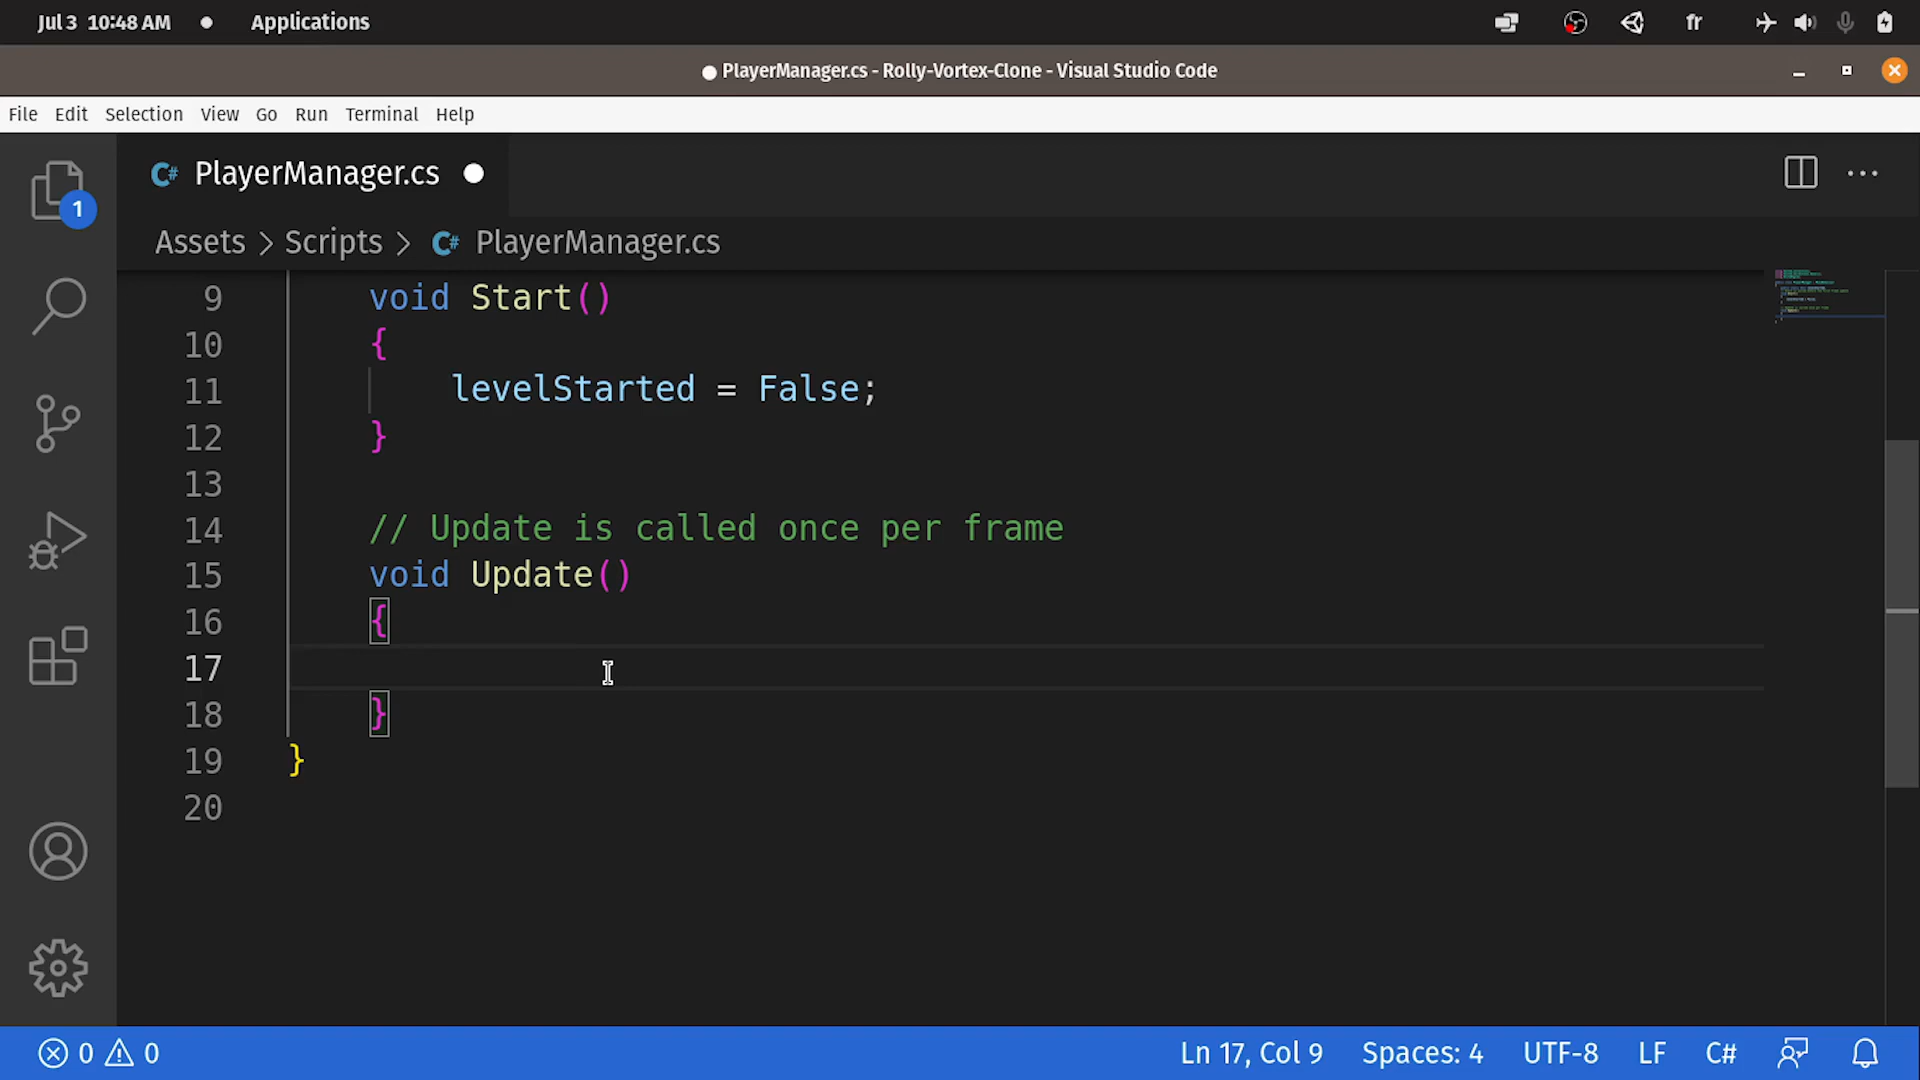 Jul 3 10:48 AM Applications fr
PlayerManager.cs - Rolly-Vortex-Clone - Visual Studio Code
File Edit Selection View Go Run Terminal Help
C# PlayerManager.cs
1
Assets > Scripts > C# PlayerManager.cs
9 void Start()
10 {
11 levelStarted = False;
12 }
13
14 // Update is called once per frame
15 void Update()
16 {
17
18 }
19 }
20
0 0 Ln 17, Col 9 Spaces: 4 UTF-8 LF C#